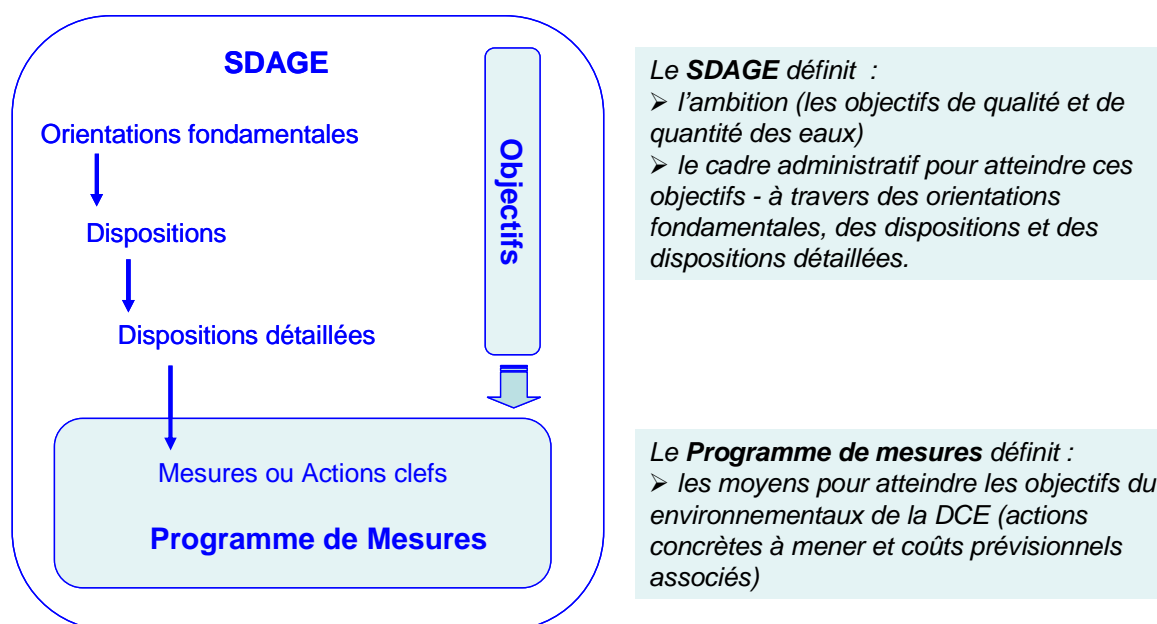 SDAGE
Orientations fondamentales
Dispositions
Dispositions détaillées
Objectifs
Mesures ou Actions clefs
Programme de Mesures
Le SDAGE définit :
➢ l'ambition (les objectifs de qualité et de
quantité des eaux)
➢ le cadre administratif pour atteindre ces
objectifs - à travers des orientations
fondamentales, des dispositions et des
dispositions détaillées.
Le Programme de mesures définit :
➢ les moyens pour atteindre les objectifs du
environnementaux de la DCE (actions
concrètes à mener et coûts prévisionnels
associés)